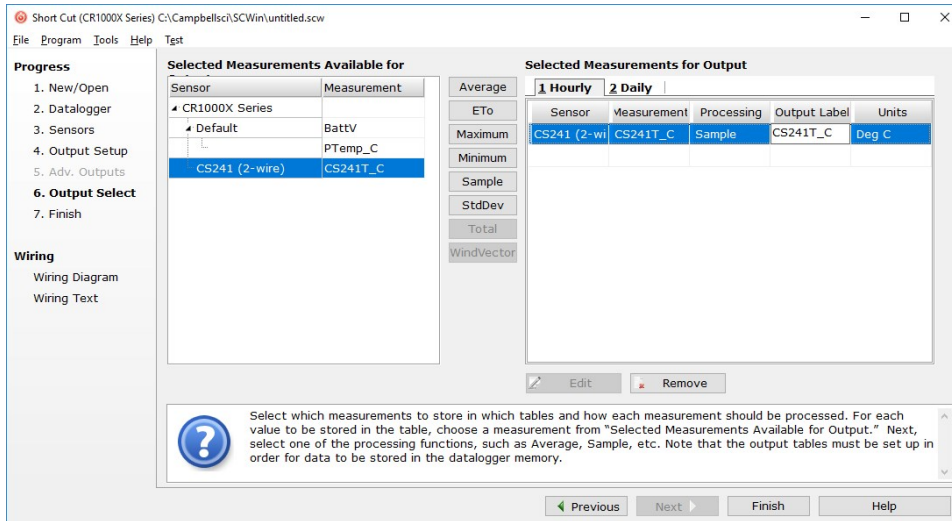 Short Cut (CR1000X Series) C:\Campbellsci\SCWin\untitled.scw
File Program Tools Help Test
Progress
1. New/Open
2. Datalogger
3. Sensors
4. Output Setup
5. Adv. Outputs
6. Output Select
7. Finish
Wiring
Wiring Diagram
Wiring Text
Selected Measurements Available for
Sensor Measurement
CR1000X Series
Default BattV
PTemp_C
CS241 (2-wire) CS241T_C
Average
ETo
Maximum
Minimum
Sample
StdDev
Total
WindVector
Selected Measurements for Output
1 Hourly 2 Daily
Sensor Measurement Processing Output Label Units
CS241 (2-wi CS241T_C Sample CS241T_C Deg C
Edit Remove
Select which measurements to store in which tables and how each measurement should be processed. For each
value to be stored in the table, choose a measurement from "Selected Measurements Available for Output." Next,
select one of the processing functions, such as Average, Sample, etc. Note that the output tables must be set up in
order for data to be stored in the datalogger memory.
Previous Next Finish Help